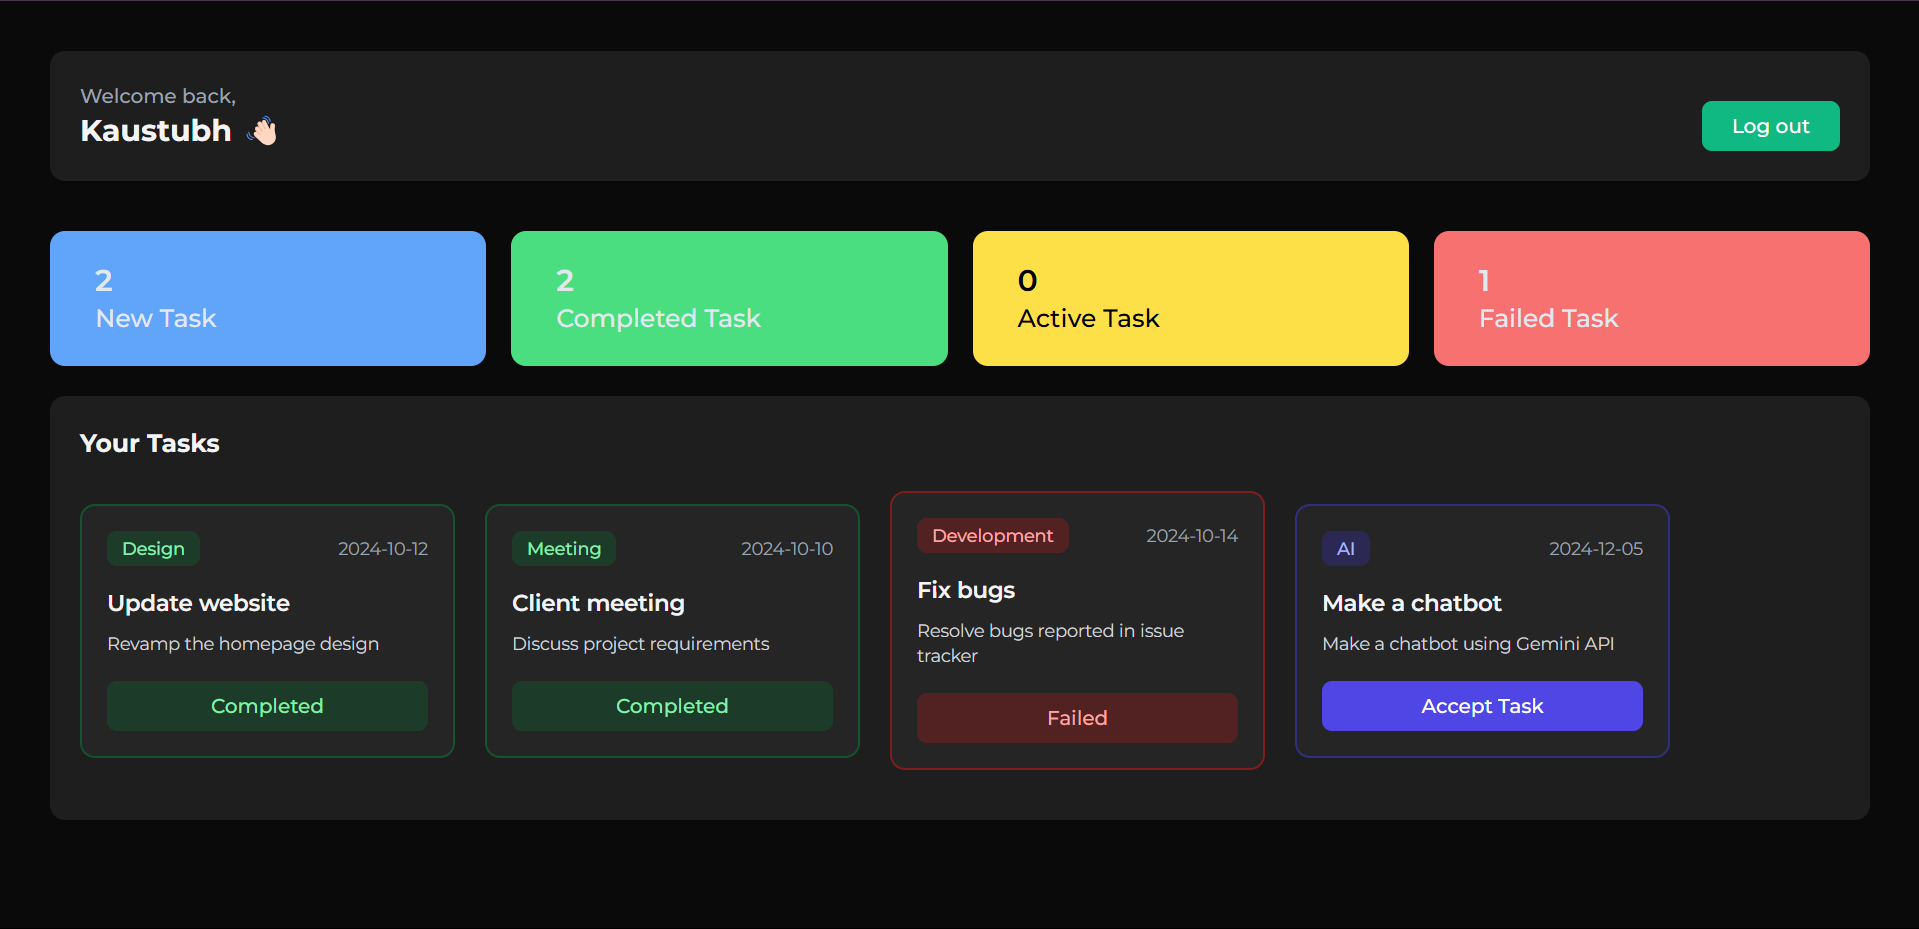 Welcome back,
Kaustubh 👋🏻
Log out
2
New Task
2
Completed Task
0
Active Task
1
Failed Task
Your Tasks
Design
2024-10-12
Update website
Revamp the homepage design
Completed
Meeting
2024-10-10
Client meeting
Discuss project requirements
Completed
Development
2024-10-14
Fix bugs
Resolve bugs reported in issue
tracker
Failed
AI
2024-12-05
Make a chatbot
Make a chatbot using Gemini API
Accept Task